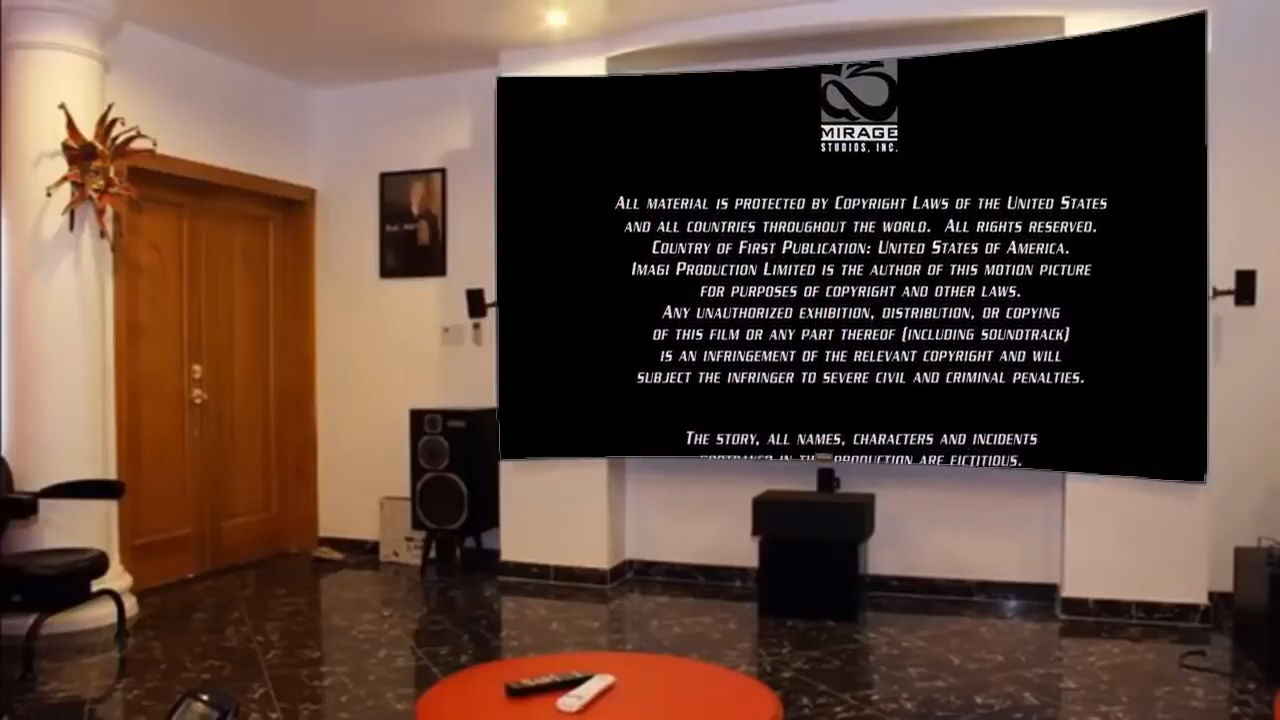 MIRAGE
STUDIOS, INC.
ALL MATERIAL IS PROTECTED BY COPYRIGHT LAWS OF THE UNITED STATES
AND ALL COUNTRIES THROUGHOUT THE WORLD. ALL RIGHTS RESERVED.
COUNTRY OF FIRST PUBLICATION: UNITED STATES OF AMERICA.
IMAGI PRODUCTION LIMITED IS THE AUTHOR OF THIS MOTION PICTURE
FOR PURPOSES OF COPYRIGHT AND OTHER LAWS.
ANY UNAUTHORIZED EXHIBITION, DISTRIBUTION, OR COPYING
OF THIS FILM OR ANY PART THEREOF (INCLUDING SOUNDTRACK)
IS AN INFRINGEMENT OF THE RELEVANT COPYRIGHT AND WILL
SUBJECT THE INFRINGER TO SEVERE CIVIL AND CRIMINAL PENALTIES.
THE STORY, ALL NAMES, CHARACTERS AND INCIDENTS
PRODUCTION ARE FICTITIOUS.